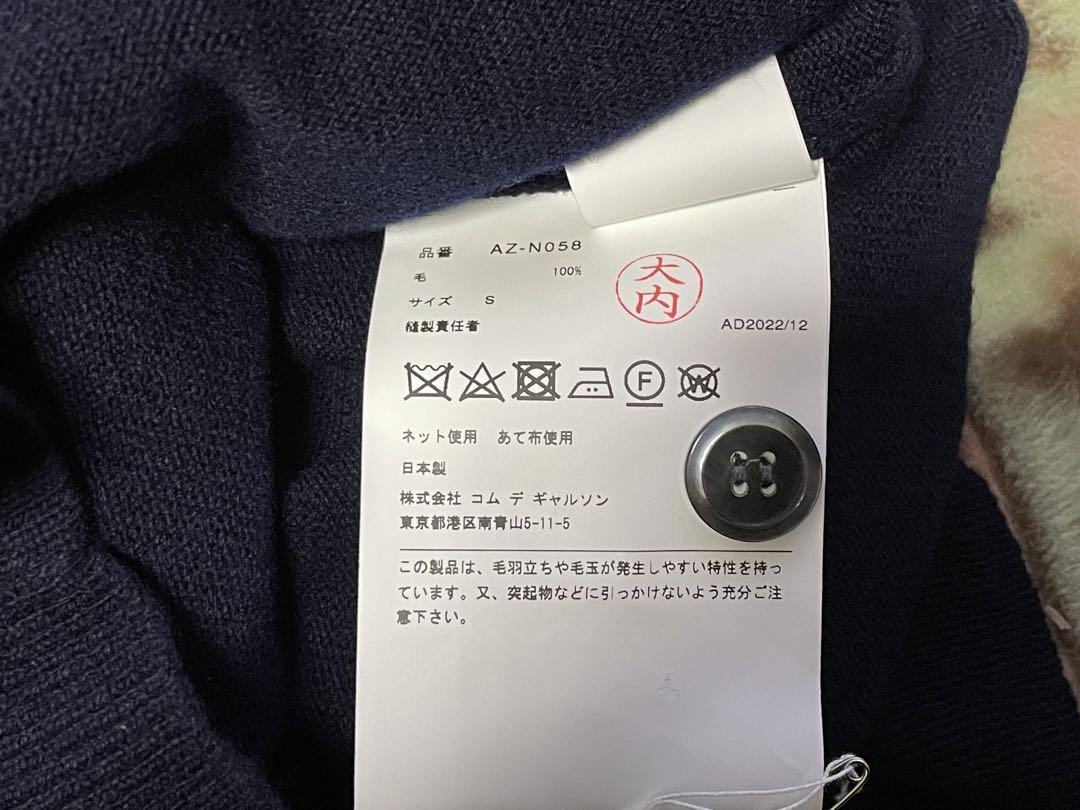 品番 AZ-N058
毛 100%
サイズ S
縫製責任者
大内
AD2022/12
F W
ネット使用 あて布使用
日本製
株式会社 コム デ ギャルソン
東京都港区南青山5-11-5
この製品は、毛羽立ちや毛玉が発生しやすい特性を持っ
ています。又、突起物などに引っかけないよう充分ご注
意下さい。